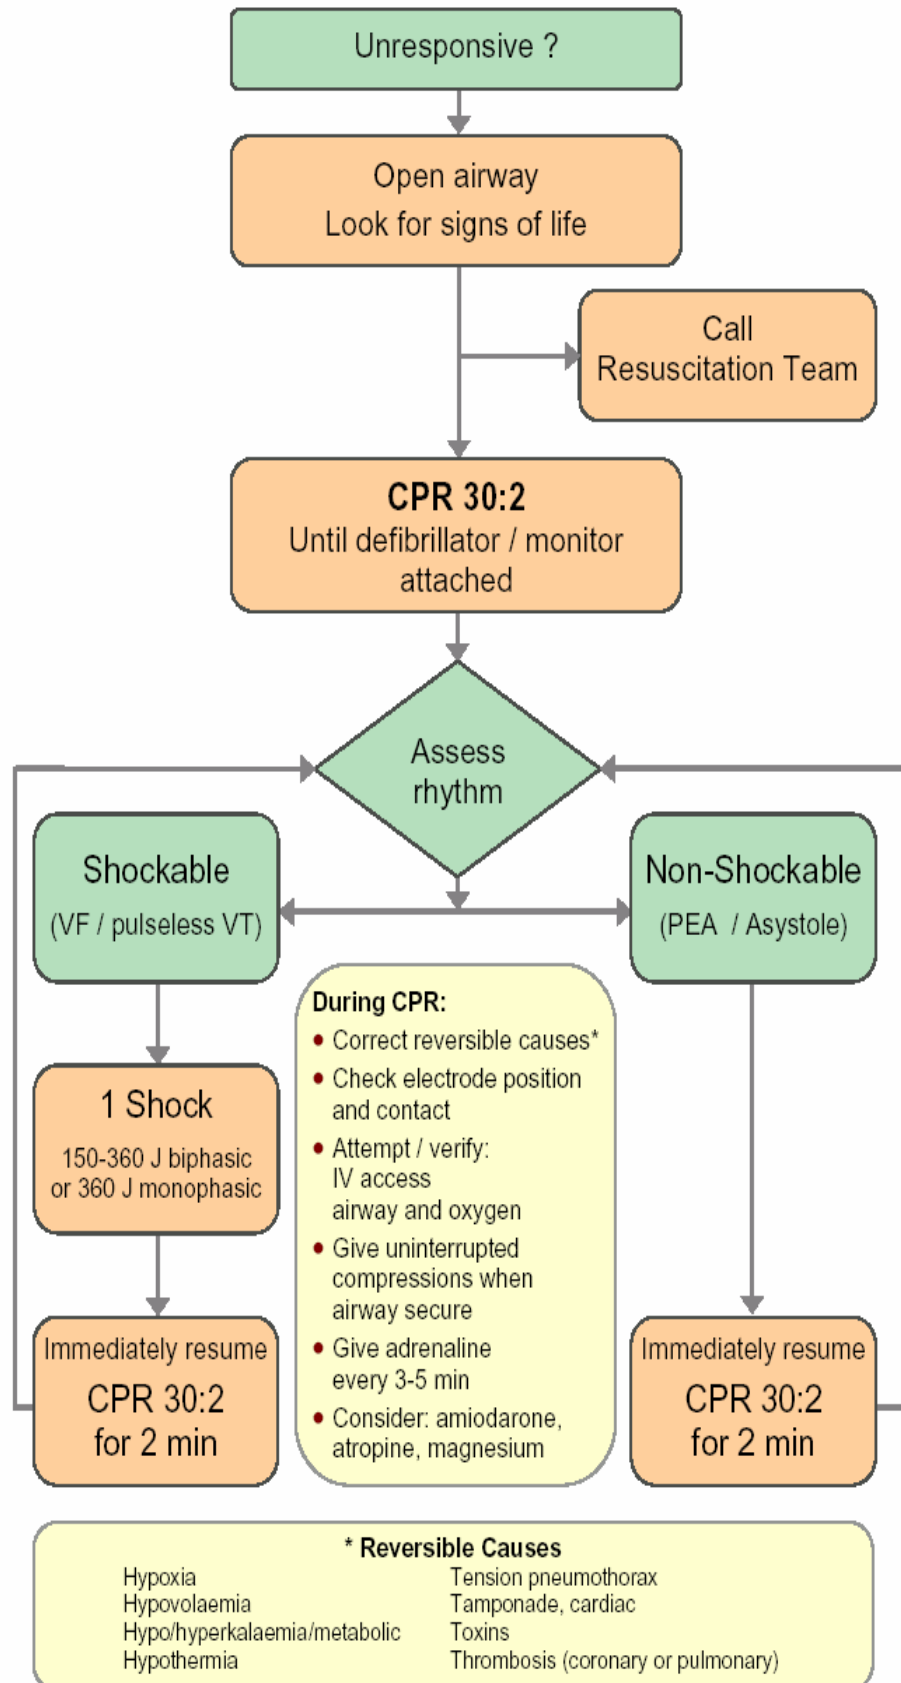 Unresponsive ?
Open airway
Look for signs of life
Call
Resuscitation Team
CPR 30:2
Until defibrillator / monitor
attached
Assess
rhythm
Shockable
(VF / pulseless VT)
Non-Shockable
(PEA / Asystole)
1 Shock
150-360 J biphasic
or 360 J monophasic
Immediately resume
CPR 30:2
for 2 min
During CPR:
• Correct reversible causes*
• Check electrode position
and contact
• Attempt / verify:
IV access
airway and oxygen
• Give uninterrupted
compressions when
airway secure
• Give adrenaline
every 3-5 min
• Consider: amiodarone,
atropine, magnesium
Immediately resume
CPR 30:2
for 2 min
* Reversible Causes
Hypoxia
Hypovolaemia
Hypo/hyperkalaemia/metabolic
Hypothermia
Tension pneumothorax
Tamponade, cardiac
Toxins
Thrombosis (coronary or pulmonary)